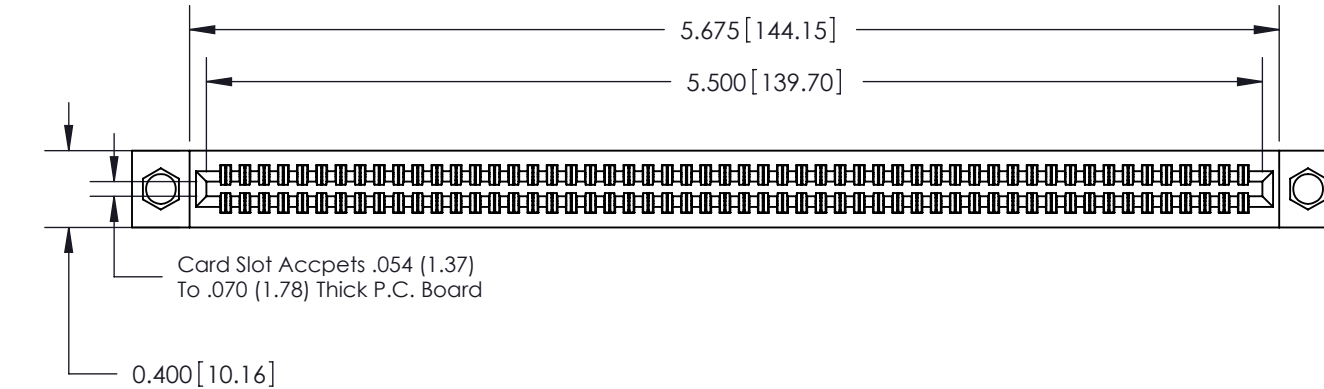 5.675[144.15]
5.500[139.70]
Card Slot Accpets .054 (1.37)
To .070 (1.78) Thick P.C. Board
0.400[10.16]